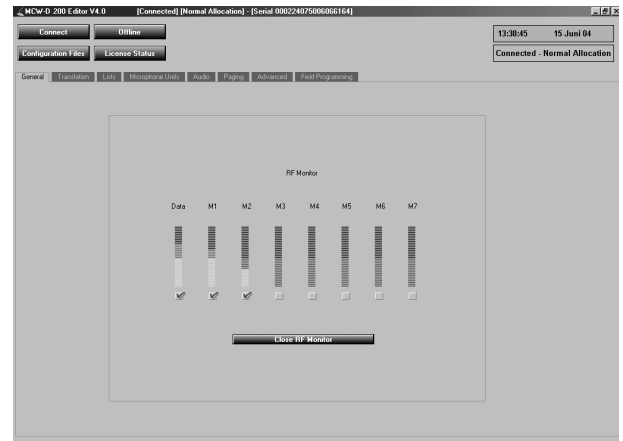 MCW-D 200 Editor V4.0 [Connected] [Normal Allocation] - [Serial 000224075006066164]
Connect Offline
13:38:45 15 Juni 04
Configuration Files License Status
Connected - Normal Allocation
General Translation Lists Microphone Units Audio Paging Advanced Field Programming
RF Monitor
Data M1 M2 M3 M4 M5 M6 M7
Close RF Monitor